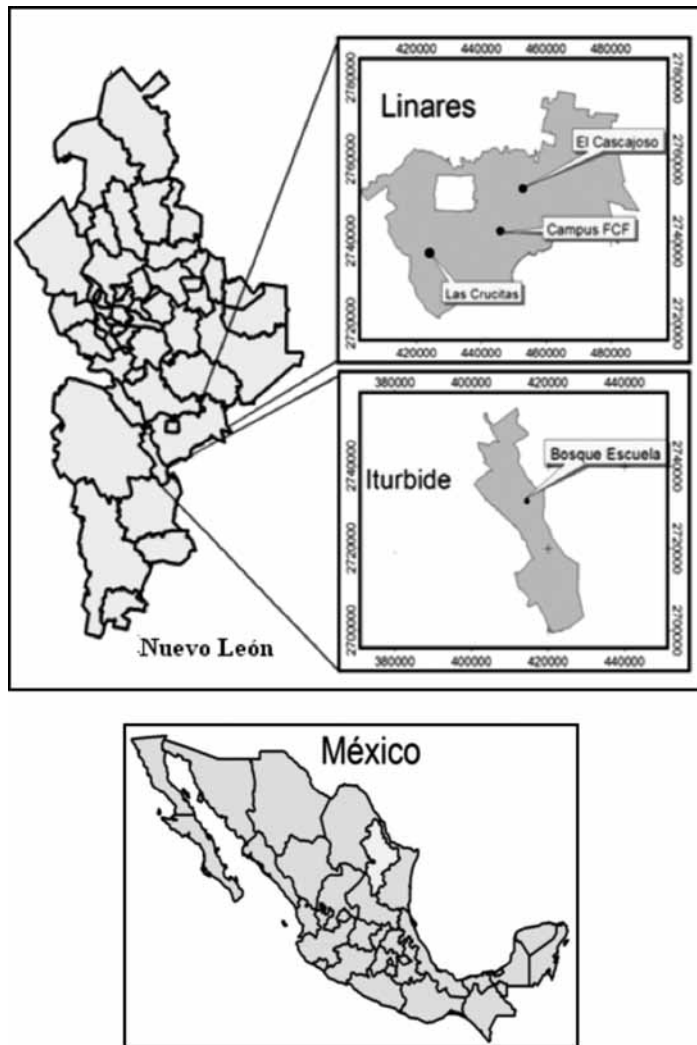 420000 440000 460000 480000
2780000
2760000
2740000
2720000
Linares
El Cascajoso
Campus FCF
Las Crucitas
2780000
2760000
2740000
2720000
420000 440000 460000 480000
380000 400000 420000 440000
2740000
2720000
2700000
Iturbide
Bosque Escuela
2740000
2720000
2700000
380000 400000 420000 440000
Nuevo León
México